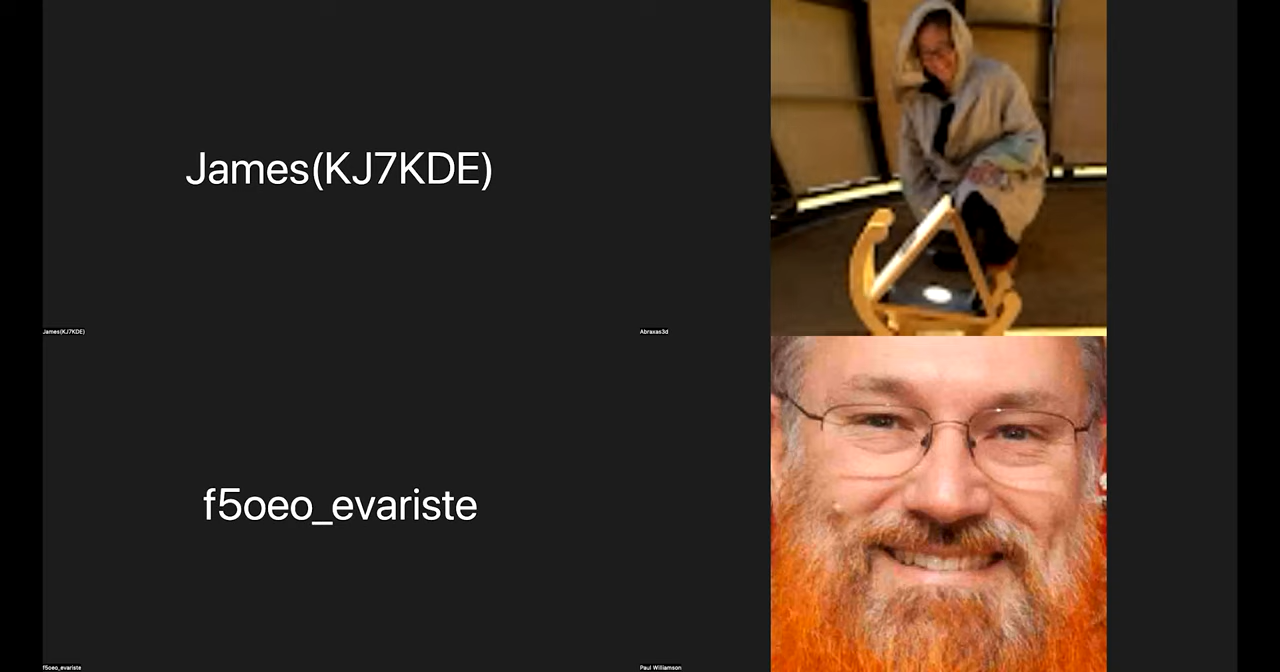 James(KJ7KDE)
James(KJ7KDE)
Abraxas3d
f5oeo_evariste
f5oeo_evariste
Paul Williamson